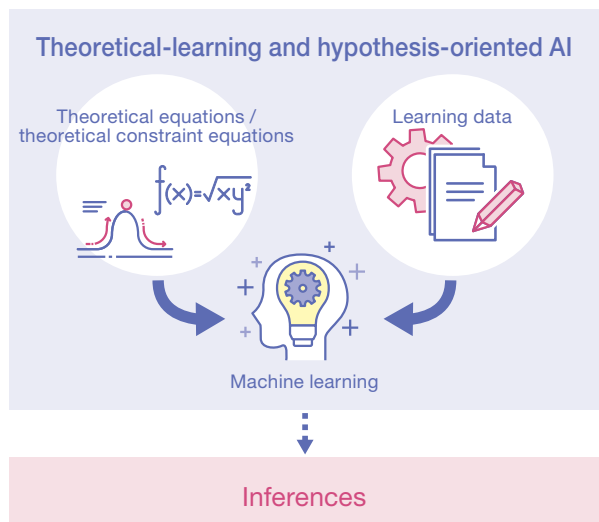 Theoretical-learning and hypothesis-oriented AI
Theoretical equations /
theoretical constraint equations
Learning data
f(x)=√xy²
Machine learning
Inferences